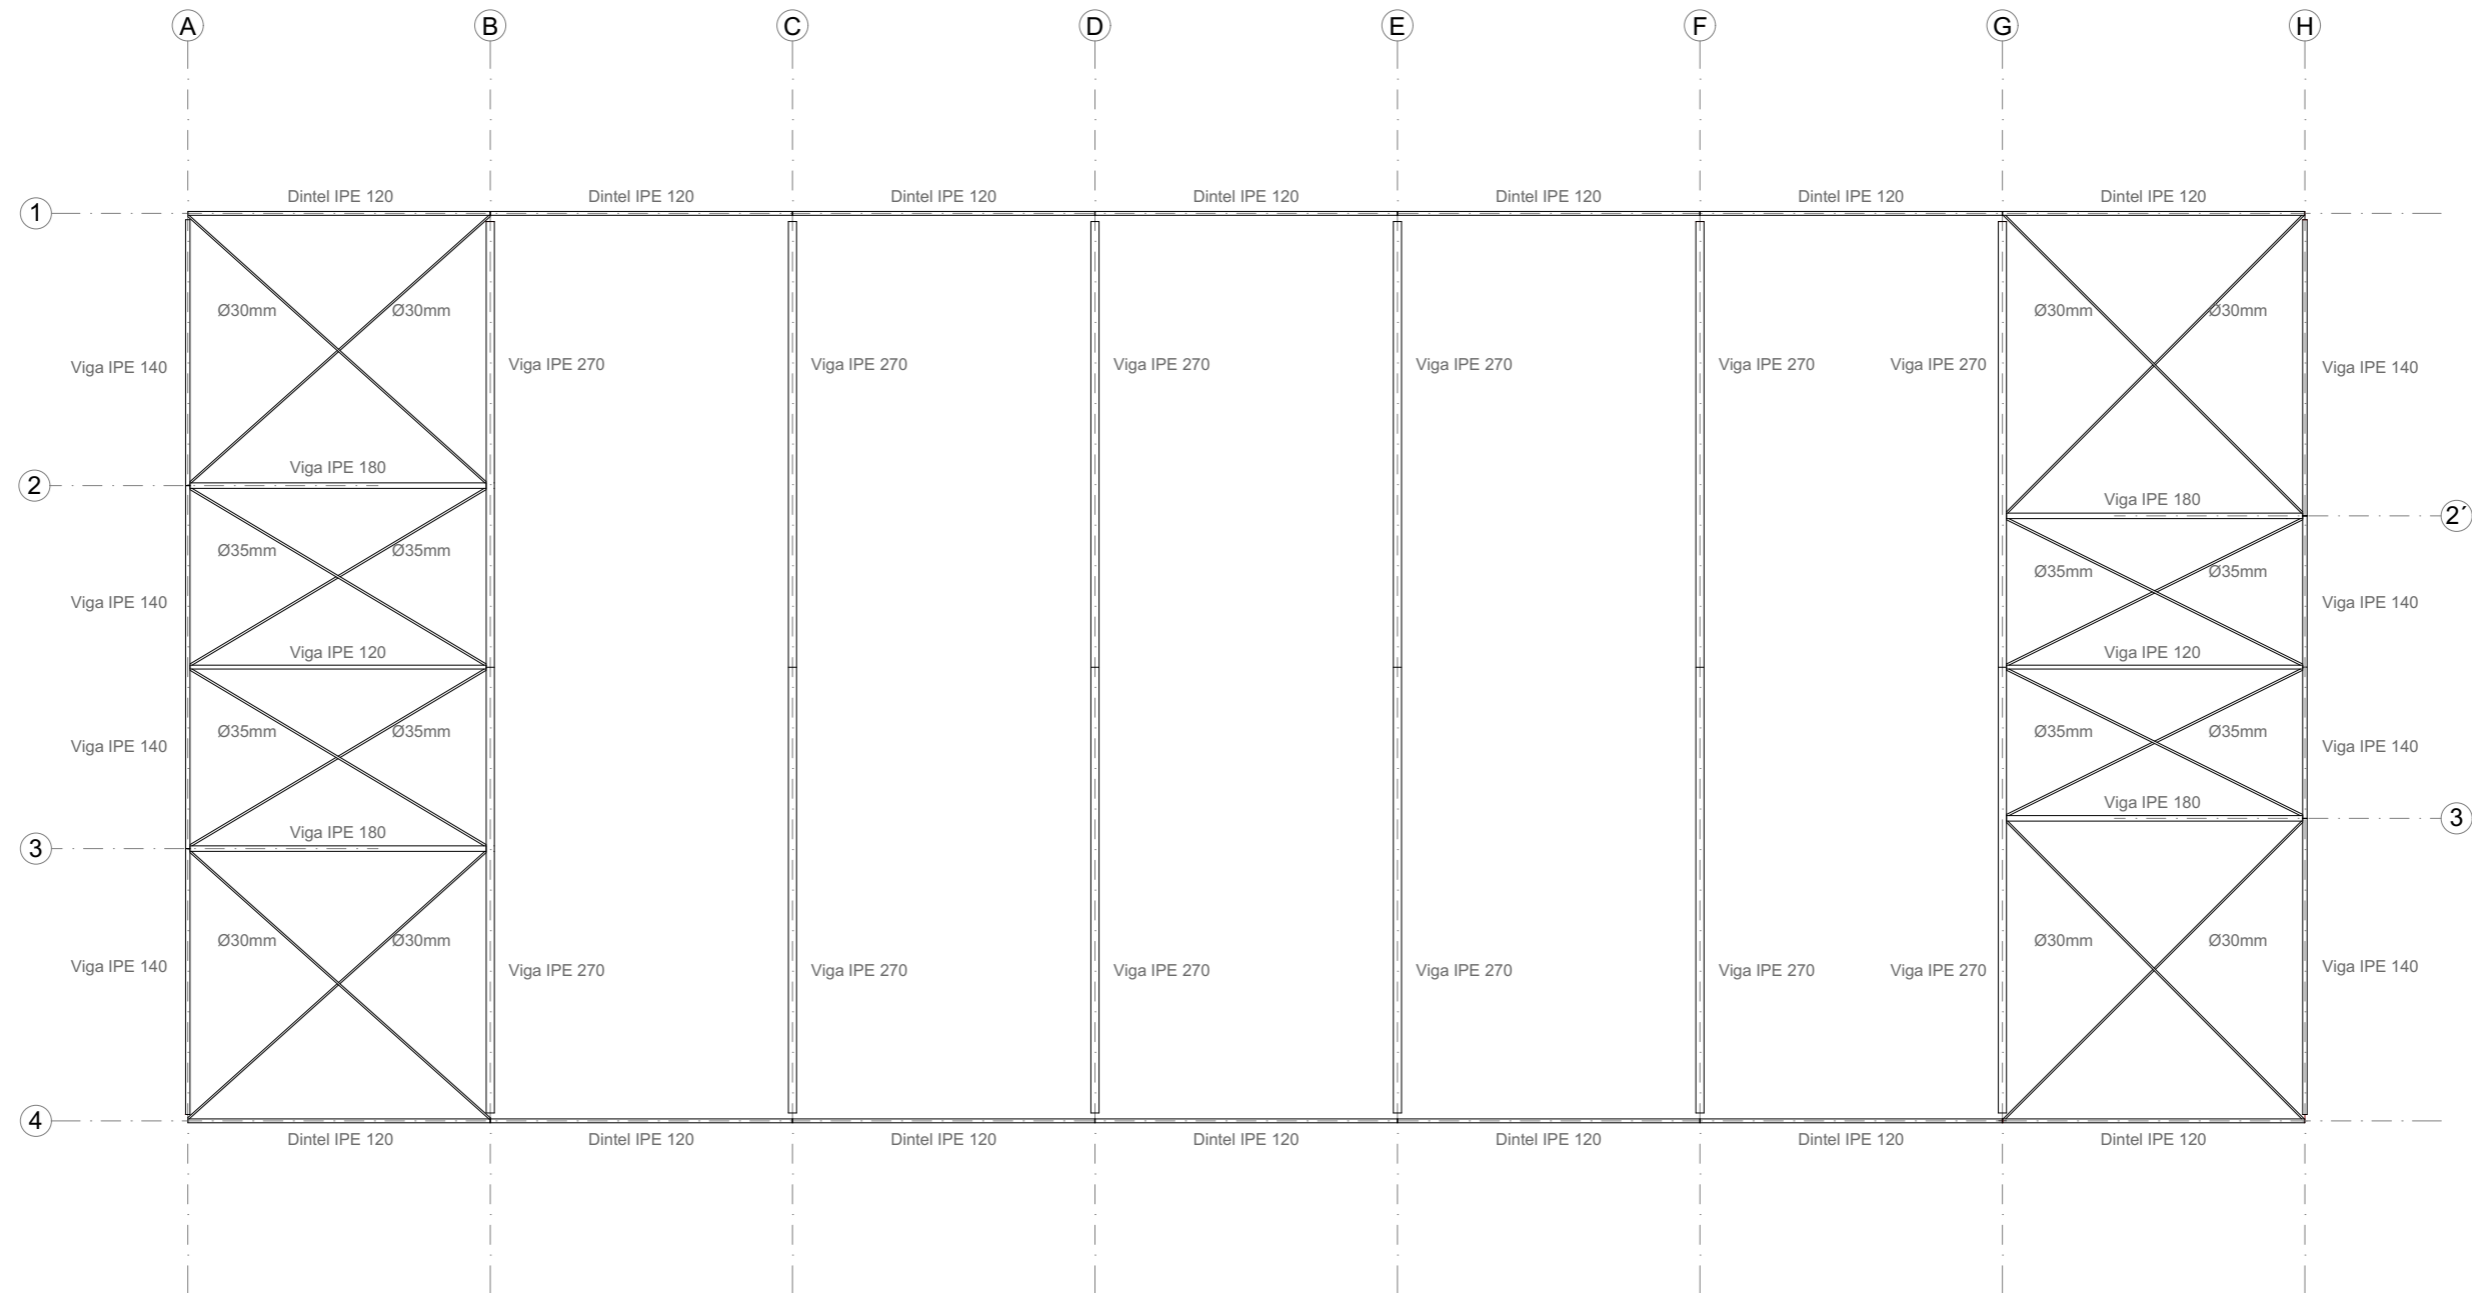 A B C D E F G H
Dintel IPE 120 Dintel IPE 120 Dintel IPE 120 Dintel IPE 120 Dintel IPE 120 Dintel IPE 120 Dintel IPE 120
1
Ø30mm Ø30mm Ø30mm Ø30mm
Viga IPE 140 Viga IPE 270 Viga IPE 270 Viga IPE 270 Viga IPE 270 Viga IPE 270 Viga IPE 270 Viga IPE 140
Viga IPE 180
2
Viga IPE 180
2´
Ø35mm Ø35mm Ø35mm Ø35mm
Viga IPE 140 Viga IPE 140
Viga IPE 120 Viga IPE 120
Ø35mm Ø35mm Ø35mm Ø35mm
Viga IPE 140 Viga IPE 140
Viga IPE 180
3
Viga IPE 180
3
Ø30mm Ø30mm Ø30mm Ø30mm
Viga IPE 140 Viga IPE 270 Viga IPE 270 Viga IPE 270 Viga IPE 270 Viga IPE 270 Viga IPE 270 Viga IPE 140
4
Dintel IPE 120 Dintel IPE 120 Dintel IPE 120 Dintel IPE 120 Dintel IPE 120 Dintel IPE 120 Dintel IPE 120